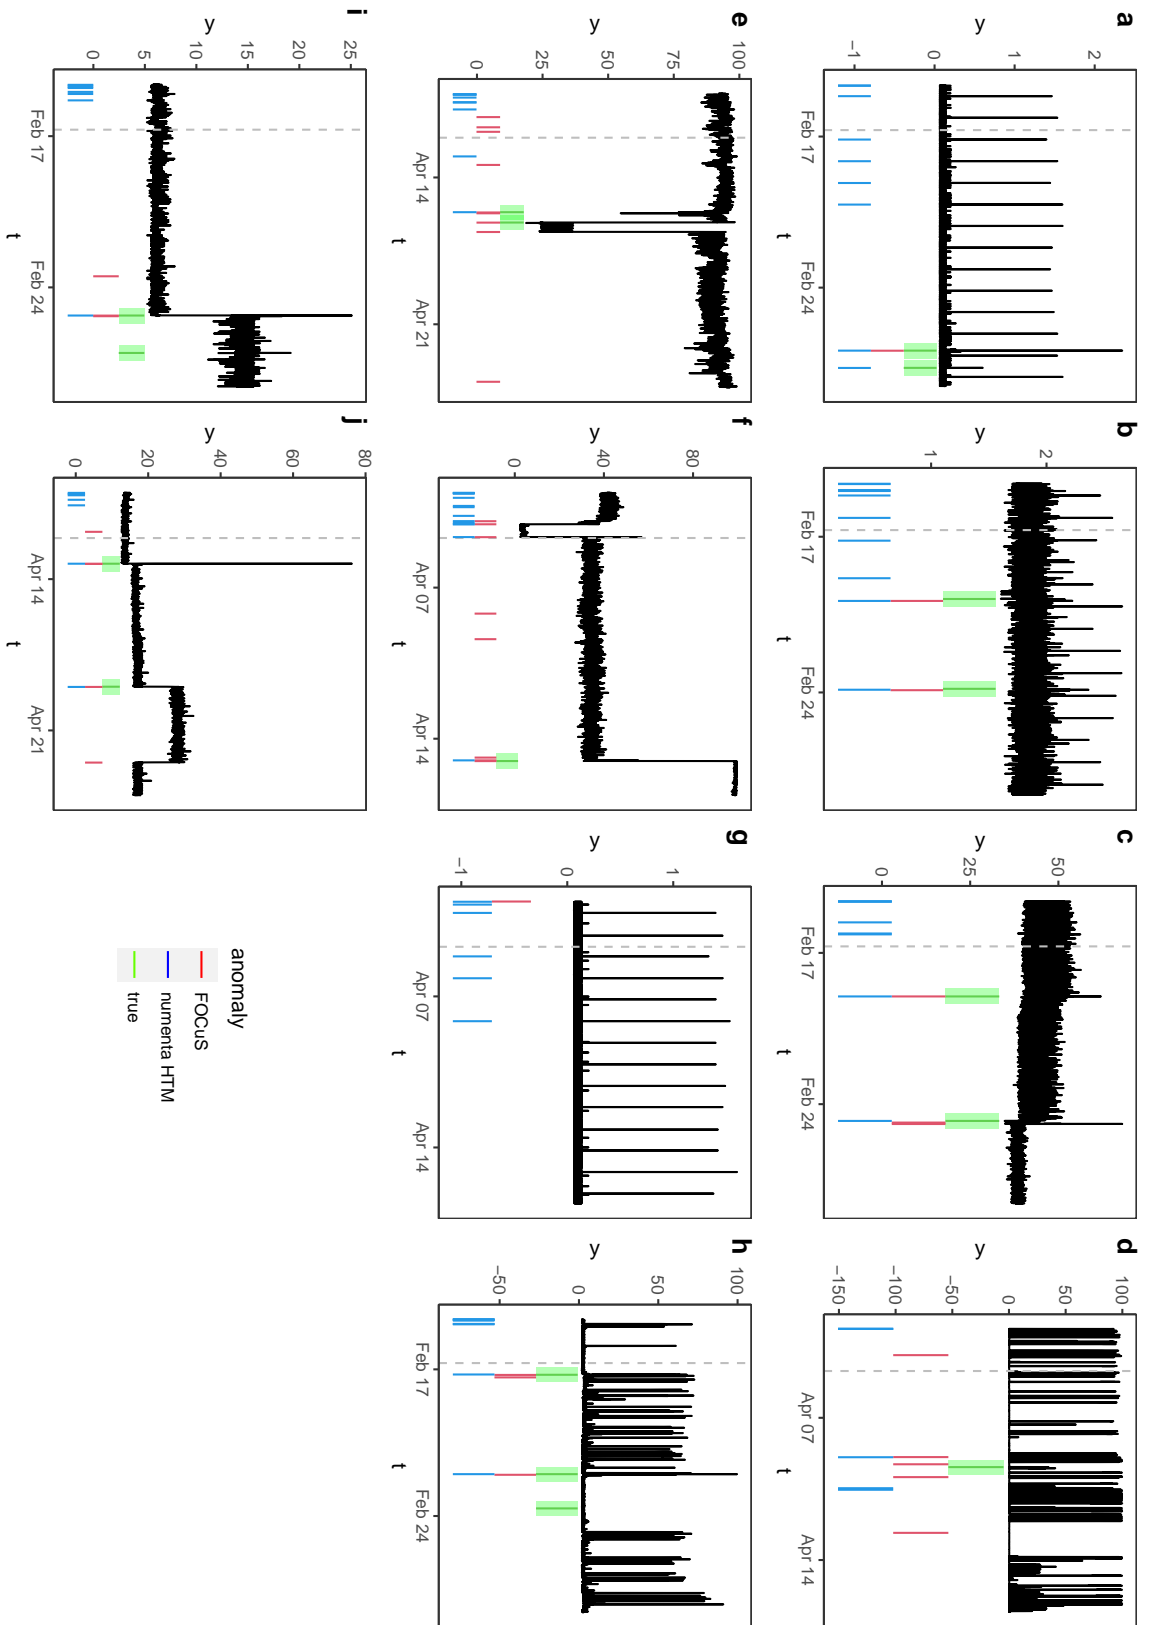 a
y
−1
0
1
2
Feb 17
Feb 24
t
b
y
1
2
Feb 17
Feb 24
t
c
y
0
25
50
Feb 17
Feb 24
t
d
y
−150
−100
−50
0
50
100
Apr 07
Apr 14
t
e
y
0
25
50
75
100
Apr 14
Apr 21
t
f
y
0
40
80
Apr 07
Apr 14
t
g
y
−1
0
1
Apr 07
Apr 14
t
h
y
−50
0
50
100
Feb 17
Feb 24
t
i
y
0
5
10
15
20
25
Feb 17
Feb 24
t
j
y
0
20
40
60
80
Apr 14
Apr 21
t
anomaly
FOCuS
numenta HTM
true